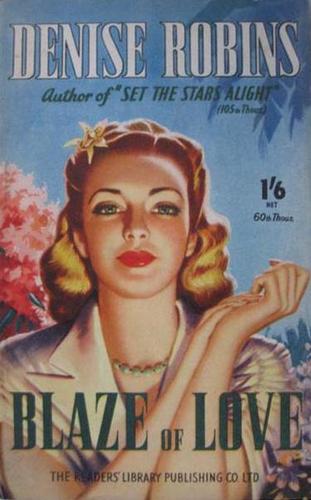 DENISE ROBINS
Author of "SET THE STARS ALIGHT"
(105th Thous.)
1'6
NET
60th Thous.
BLAZE OF LOVE
THE READERS' LIBRARY PUBLISHING CO. LTD